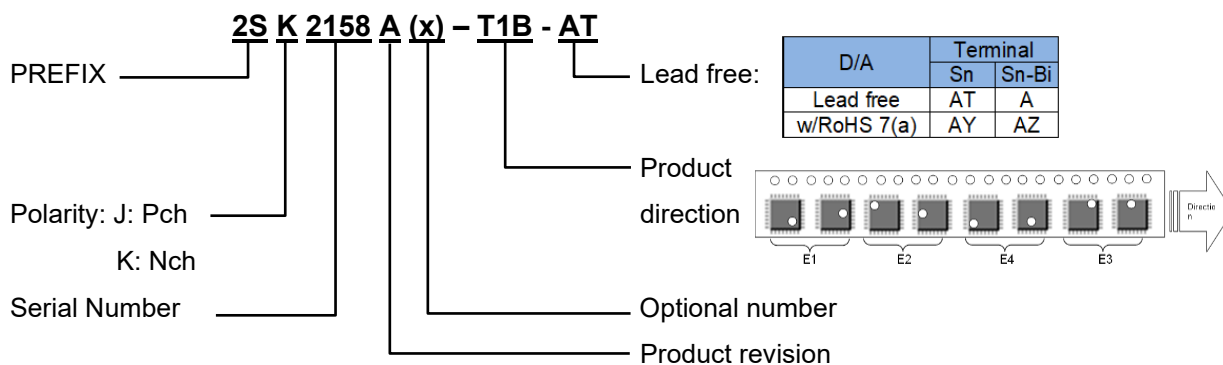 2S K 2158 A (x) – T1B - AT
PREFIX
Lead free:
D/A Terminal
Sn Sn-Bi
Lead free AT A
w/RoHS 7(a) AY AZ
Product
direction
Directio
n
E1 E2 E4 E3
Polarity: J: Pch
K: Nch
Serial Number
Optional number
Product revision